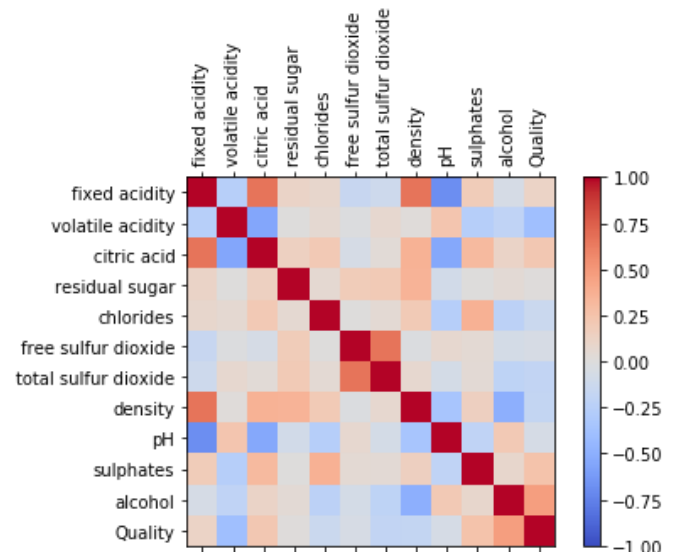 fixed acidity
volatile acidity
citric acid
residual sugar
chlorides
free sulfur dioxide
total sulfur dioxide
density
pH
sulphates
alcohol
Quality
fixed acidity
volatile acidity
citric acid
residual sugar
chlorides
free sulfur dioxide
total sulfur dioxide
density
pH
sulphates
alcohol
Quality
1.00
0.75
0.50
0.25
0.00
−0.25
−0.50
−0.75
−1.00